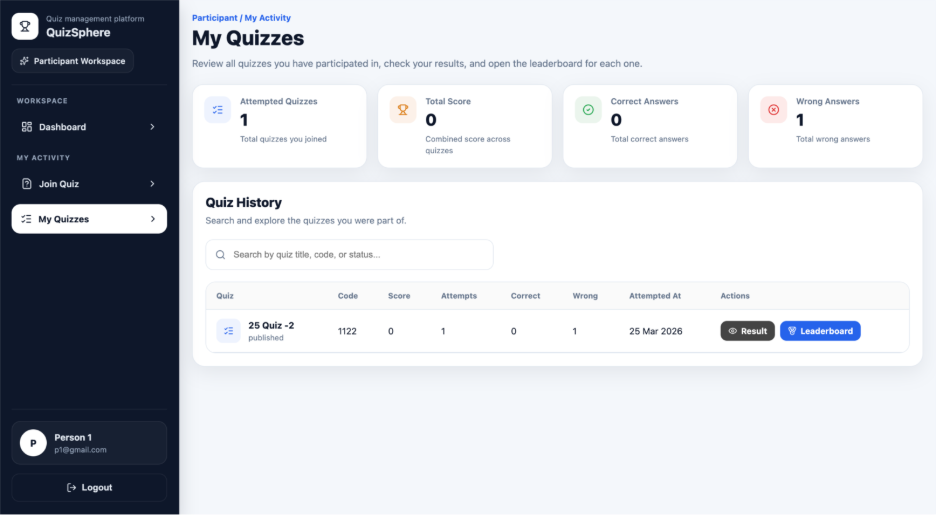 Quiz management platform
QuizSphere
Participant Workspace
WORKSPACE
Dashboard
MY ACTIVITY
Join Quiz
My Quizzes
P
Person 1
p1@gmail.com
Logout
Participant / My Activity
My Quizzes
Review all quizzes you have participated in, check your results, and open the leaderboard for each one.
Attempted Quizzes
1
Total quizzes you joined
Total Score
0
Combined score across
quizzes
Correct Answers
0
Total correct answers
Wrong Answers
1
Total wrong answers
Quiz History
Search and explore the quizzes you were part of.
Search by quiz title, code, or status...
Quiz Code Score Attempts Correct Wrong Attempted At Actions
25 Quiz -2
published
1122 0 1 0 1 25 Mar 2026 Result Leaderboard